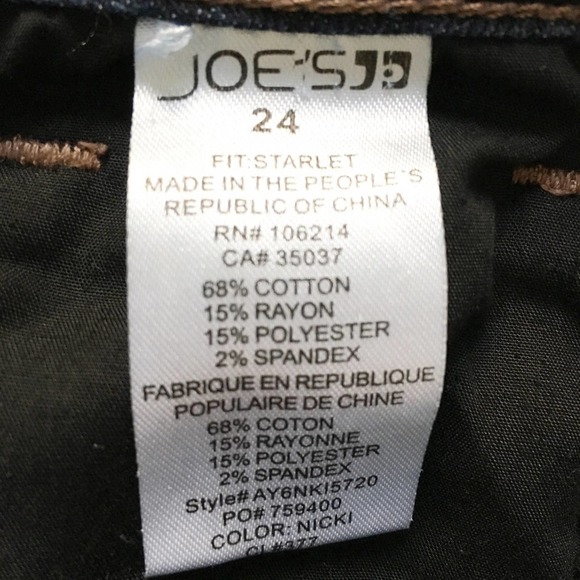 JOE'S
24
FIT:STARLET
MADE IN THE PEOPLE'S
REPUBLIC OF CHINA
RN# 106214
CA# 35037
68% COTTON
15% RAYON
15% POLYESTER
2% SPANDEX
FABRIQUE EN REPUBLIQUE
POPULAIRE DE CHINE
68% COTON
15% RAYONNE
15% POLYESTER
2% SPANDEX
Style# AY6NKI5720
PO# 759400
COLOR: NICKI
CL#377